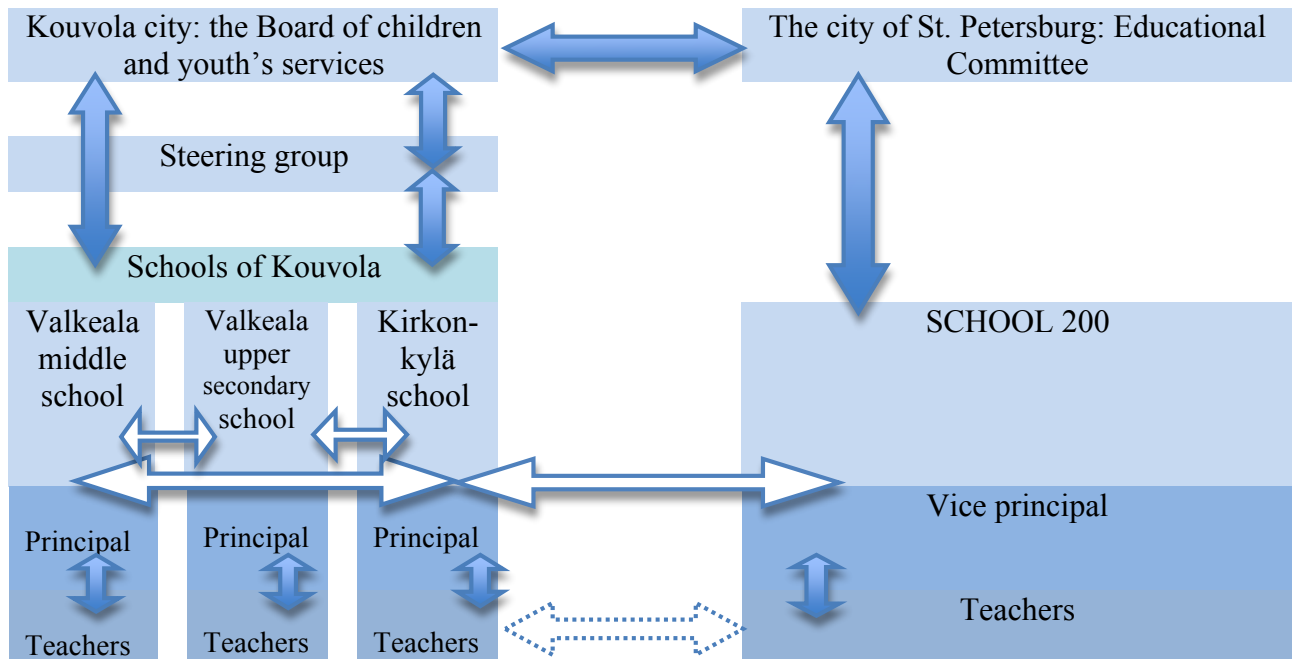 Kouvola city: the Board of children
and youth's services
The city of St. Petersburg: Educational
Committee
Steering group
Schools of Kouvola
Valkeala
middle
school
Valkeala
upper
secondary
school
Kirkon-
kylä
school
SCHOOL 200
Principal
Principal
Principal
Vice principal
Teachers
Teachers
Teachers
Teachers